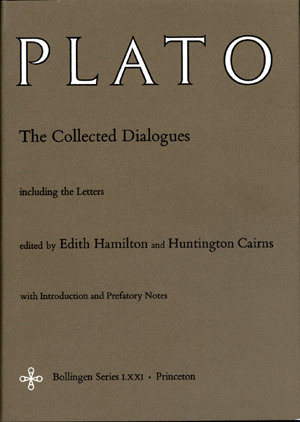 PLATO
The Collected Dialogues
including the Letters
edited by Edith Hamilton and Huntington Cairns
with Introduction and Prefatory Notes
Bollingen Series LXXI • Princeton